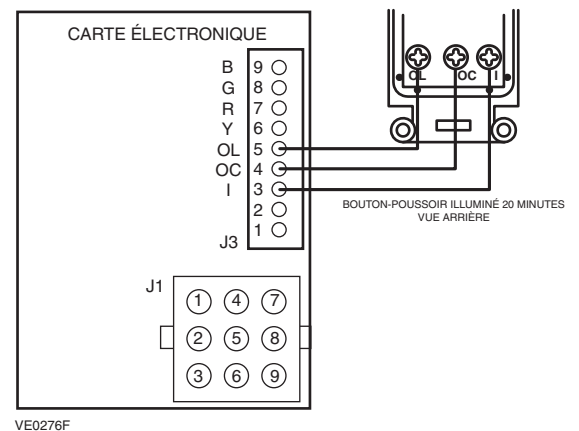 CARTE ÉLECTRONIQUE
B 9
G 8
R 7
Y 6
OL 5
OC 4
I 3
2
1
J3
OL OC I
BOUTON-POUSSOIR ILLUMINÉ 20 MINUTES
VUE ARRIÈRE
J1
1 4 7
2 5 8
3 6 9
VE0276F